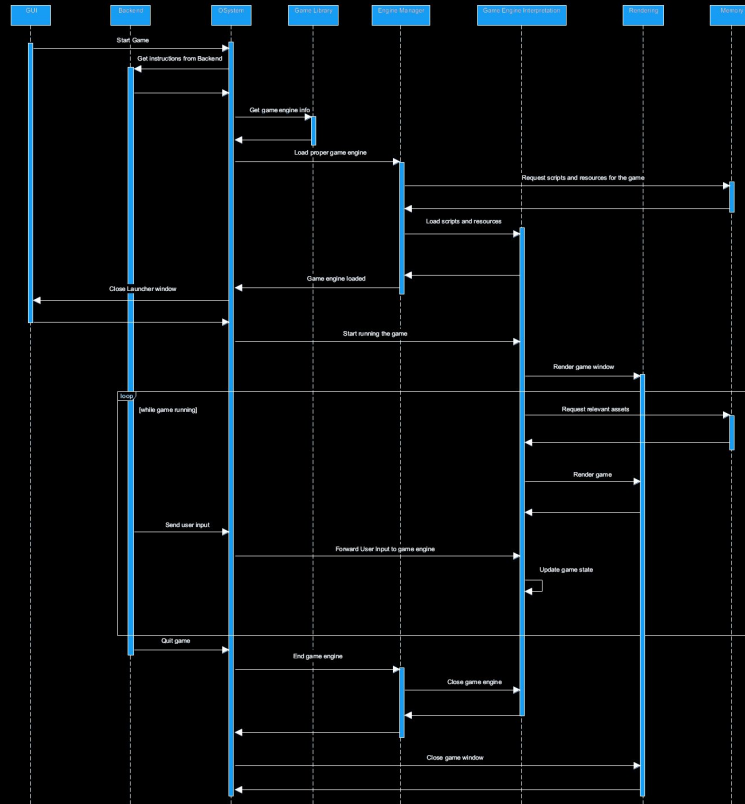 GUI
Backend
OSystem
Game Library
Engine Manager
Game Engine Interpretation
Rendering
Memory
Start Game
Get Instructions from Backend
Get game engine info
Load proper game engine
Request scripts and resources for the game
Load scripts and resources
Game engine loaded
Close Launcher window
Start running the game
Render game window
loop
[while game running]
Request relevant assets
Render game
Send user input
Forward User Input to game engine
Update game state
Quit game
End game engine
Close game engine
Close game window